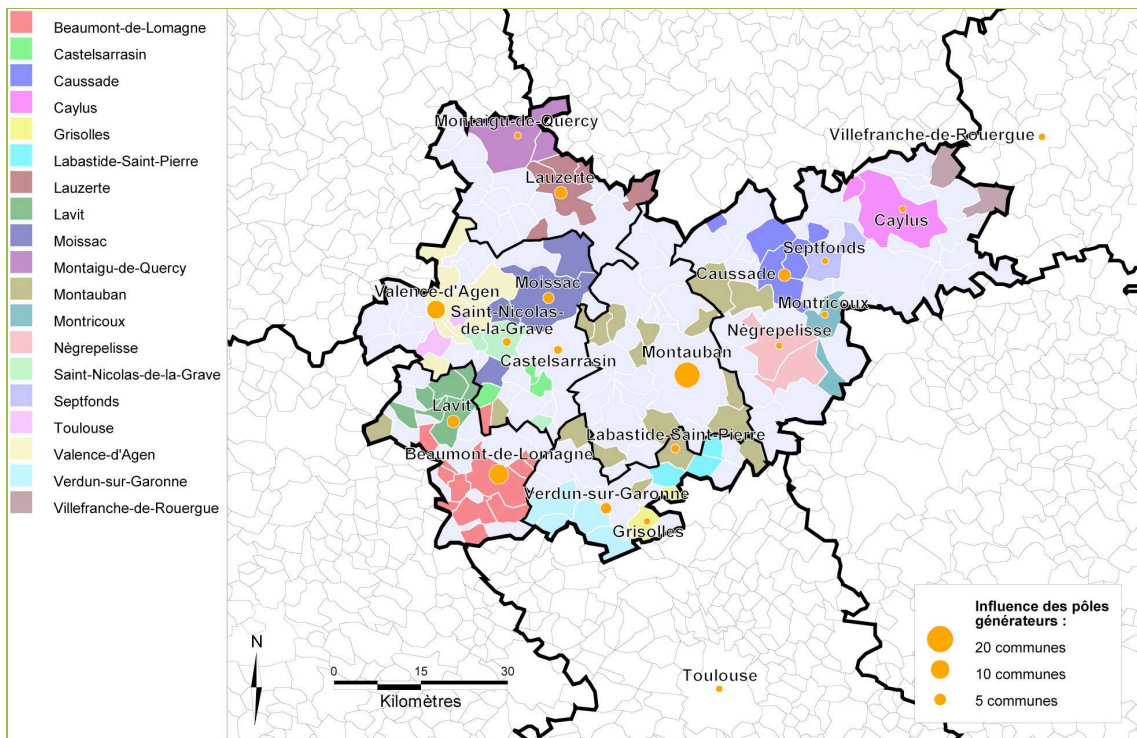 Beaumont-de-Lomagne
Castelsarrasin
Caussade
Caylus
Grisolles
Labastide-Saint-Pierre
Lauzerte
Lavit
Moissac
Montaigu-de-Quercy
Montauban
Montricoux
Nègrepelisse
Saint-Nicolas-de-la-Grave
Septfonds
Toulouse
Valence-d'Agen
Verdun-sur-Garonne
Villefranche-de-Rouergue
Montaigu-de-Quercy
Villefranche-de-Rouergue
Lauzerte
Caylus
Septfonds
Caussade
Moissac
Valence-d'Agen
Montricoux
Saint-Nicolas-
de-la-Grave
Nègrepelisse
Castelsarrasin
Montauban
Lavit
Labastide-Saint-Pierre
Beaumont-de-Lomagne
Verdun-sur-Garonne
Grisolles
Toulouse
N
0 15 30
Kilomètres
Influence des pôles
générateurs :
20 communes
10 communes
5 communes